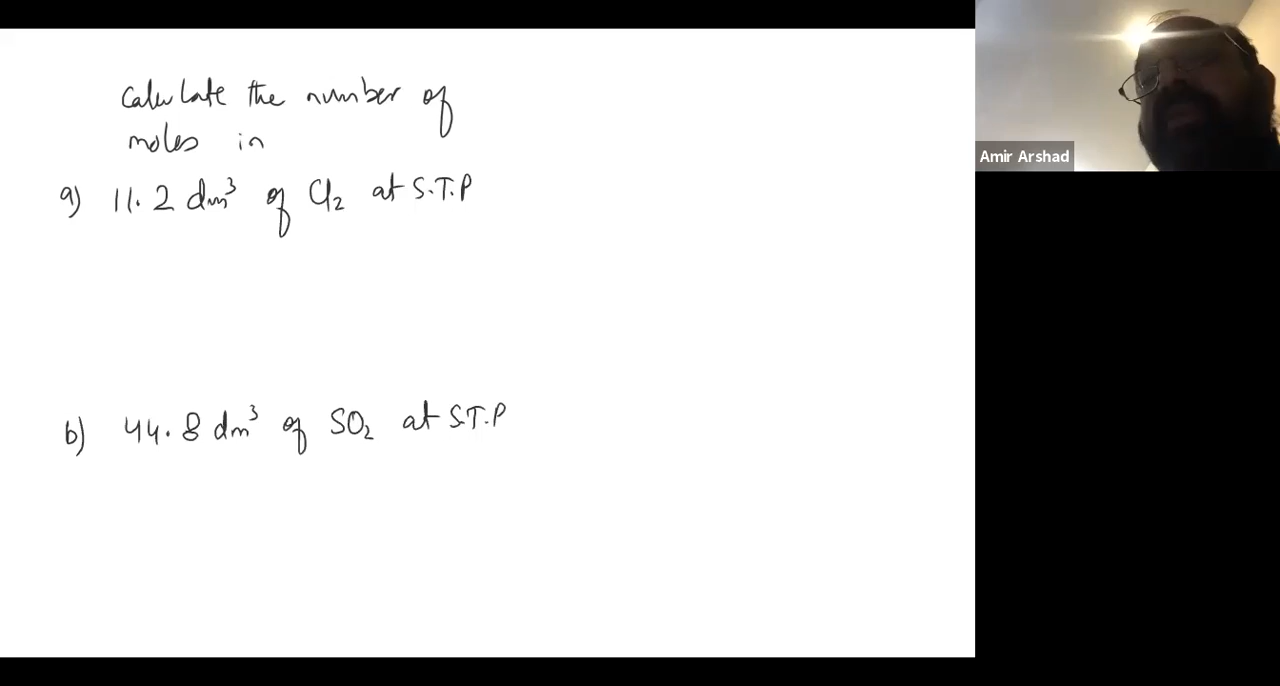 calculate the number of
moles in
a) 11.2 dm³ of Cl₂ at S.T.P
b) 44.8 dm³ of SO₂ at S.T.P
Amir Arshad